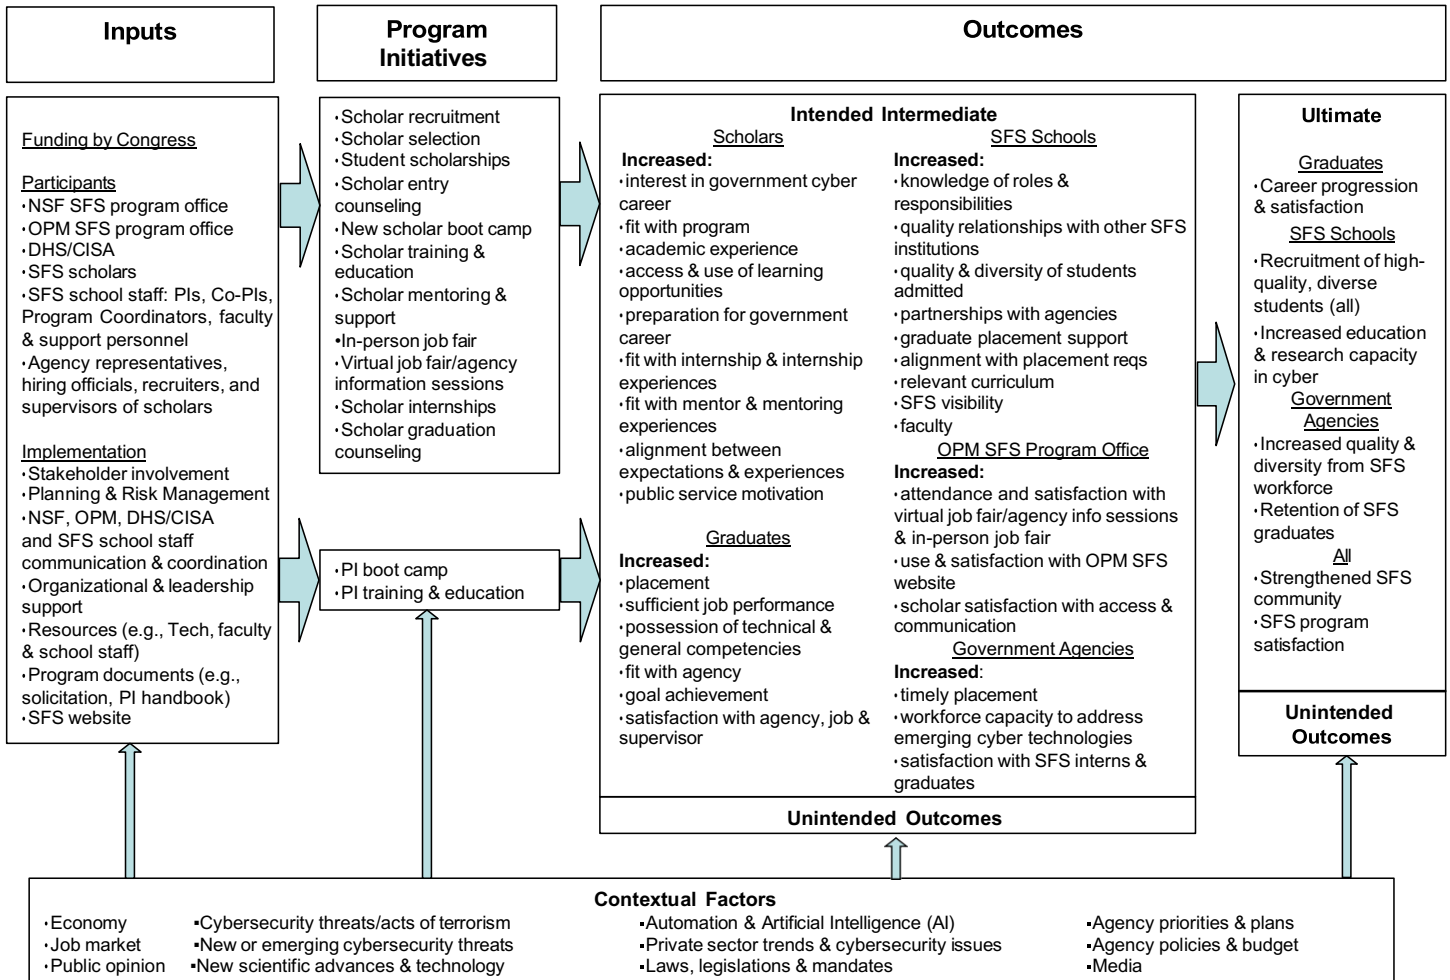 Inputs
Program
Initiatives
Outcomes
Funding by Congress
Participants
·NSF SFS program office
·OPM SFS program office
·DHS/CISA
·SFS scholars
·SFS school staff: PIs, Co-PIs,
Program Coordinators, faculty
& support personnel
·Agency representatives,
hiring officials, recruiters, and
supervisors of scholars
Implementation
·Stakeholder involvement
·Planning & Risk Management
·NSF, OPM, DHS/CISA
and SFS school staff
communication & coordination
·Organizational & leadership
support
·Resources (e.g., Tech, faculty
& school staff)
·Program documents (e.g.,
solicitation, PI handbook)
·SFS website
·Scholar recruitment
·Scholar selection
·Student scholarships
·Scholar entry
counseling
·New scholar boot camp
·Scholar training &
education
·Scholar mentoring &
support
•In-person job fair
·Virtual job fair/agency
information sessions
·Scholar internships
·Scholar graduation
counseling
·PI boot camp
·PI training & education
Intended Intermediate
Scholars
Increased:
·interest in government cyber
career
·fit with program
·academic experience
·access & use of learning
opportunities
·preparation for government
career
·fit with internship & internship
experiences
·fit with mentor & mentoring
experiences
·alignment between
expectations & experiences
·public service motivation
Graduates
Increased:
·placement
·sufficient job performance
·possession of technical &
general competencies
·fit with agency
·goal achievement
·satisfaction with agency, job &
supervisor
SFS Schools
Increased:
·knowledge of roles &
responsibilities
·quality relationships with other SFS
institutions
·quality & diversity of students
admitted
·partnerships with agencies
·graduate placement support
·alignment with placement reqs
·relevant curriculum
·SFS visibility
·faculty
OPM SFS Program Office
Increased:
·attendance and satisfaction with
virtual job fair/agency info sessions
& in-person job fair
·use & satisfaction with OPM SFS
website
·scholar satisfaction with access &
communication
Government Agencies
Increased:
·timely placement
·workforce capacity to address
emerging cyber technologies
·satisfaction with SFS interns &
graduates
Unintended Outcomes
Ultimate
Graduates
·Career progression
& satisfaction
SFS Schools
·Recruitment of high-
quality, diverse
students (all)
·Increased education
& research capacity
in cyber
Government
Agencies
·Increased quality &
diversity from SFS
workforce
·Retention of SFS
graduates
All
·Strengthened SFS
community
·SFS program
satisfaction
Unintended
Outcomes
Contextual Factors
·Economy
·Job market
·Public opinion
▪Cybersecurity threats/acts of terrorism
▪New or emerging cybersecurity threats
▪New scientific advances & technology
▪Automation & Artificial Intelligence (AI)
▪Private sector trends & cybersecurity issues
▪Laws, legislations & mandates
▪Agency priorities & plans
▪Agency policies & budget
▪Media